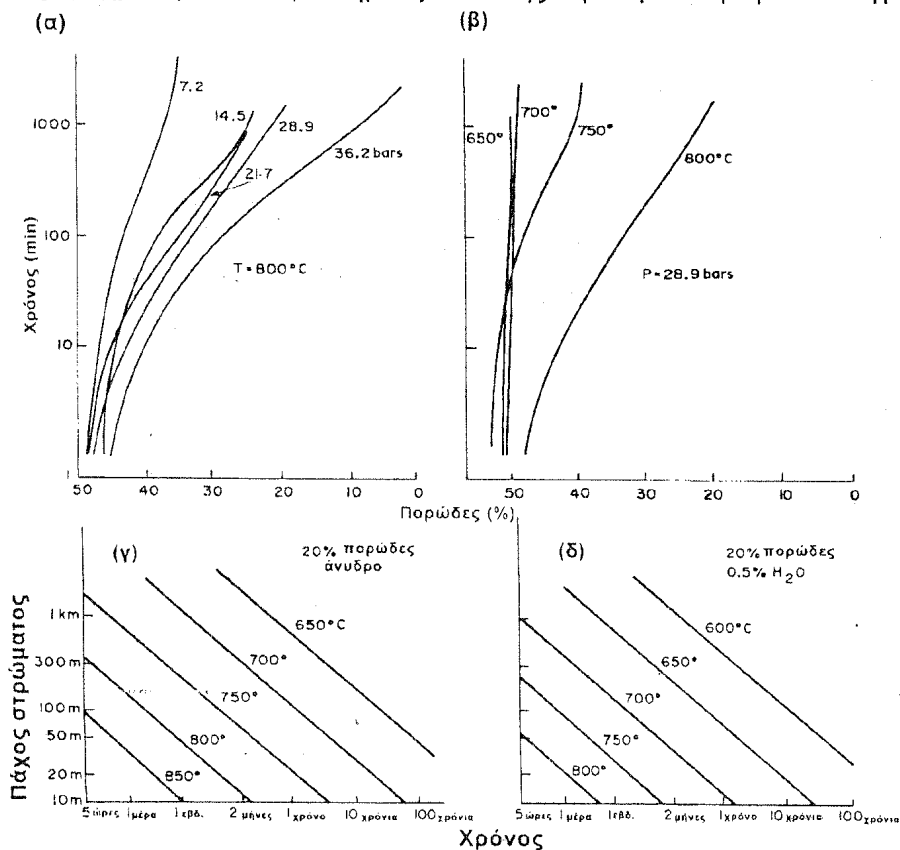 (α)
(β)
7.2
14.5
28.9
36.2 bars
21.7
T = 800°C
1000
100
10
1
Χρόνος (min)
50
40
30
20
10
0
650°
700°
750°
800°C
P = 28.9 bars
50
40
30
20
10
0
Πορώδες (%)
(γ)
20% πορώδες
άνυδρο
650°C
700°
750°
800°
850°
1 km
300 m
100 m
50 m
20 m
10 m
Πάχος στρώματος
5 ώρες
1 μέρα
1 εβδ.
2 μήνες
1 χρόνο
10 χρόνια
100 χρόνια
(δ)
20% πορώδες
0.5% H₂O
600°C
650°
700°
750°
800°
5 ώρες
1 μέρα
1 εβδ.
2 μήνες
1 χρονο
10 χρόνια
100 χρόνια
Χρόνος